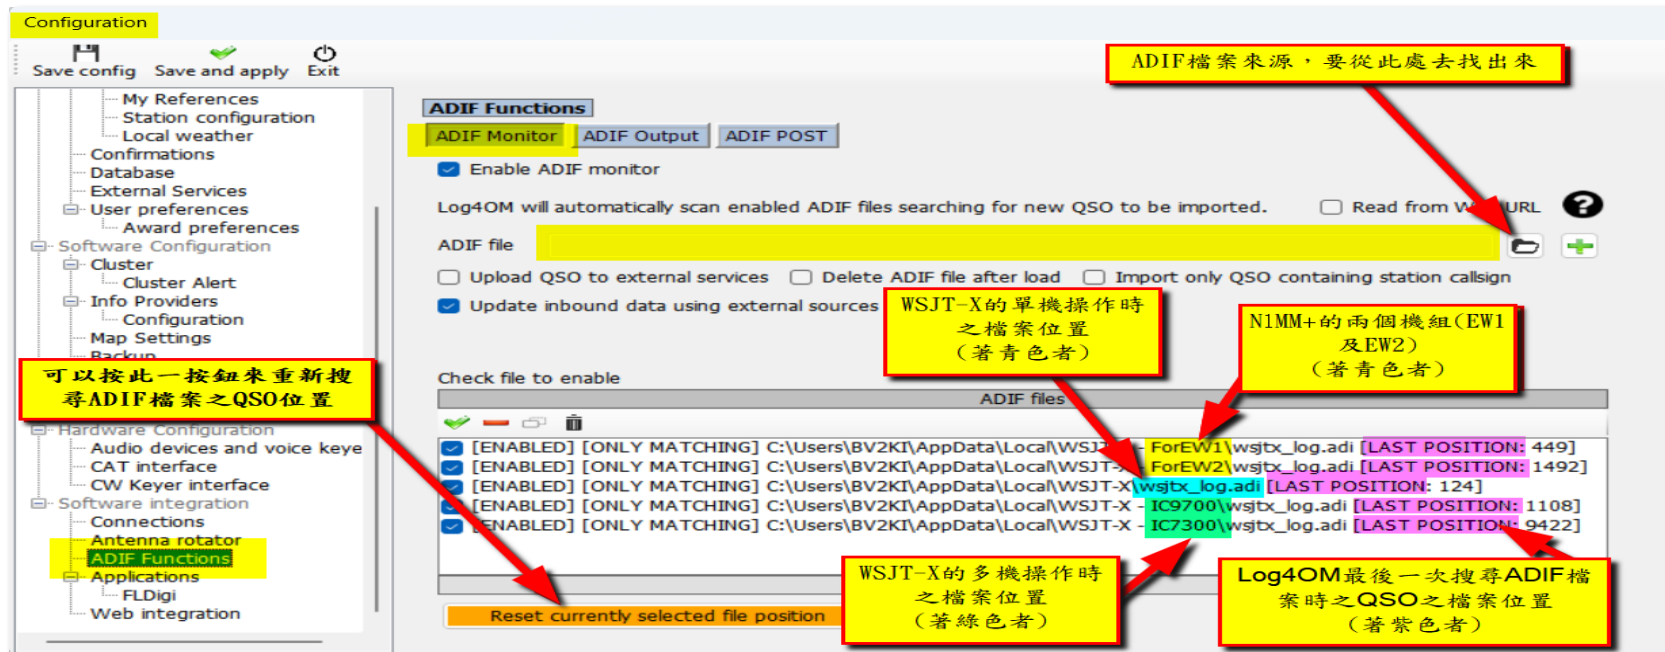 Configuration
Save config Save and apply Exit
ADIF檔案來源，要從此處去找出來
My References
Station configuration
Local weather
Confirmations
Database
External Services
User preferences
Award preferences
Software Configuration
Cluster
Cluster Alert
Info Providers
Configuration
Map Settings
Backup
可以按此一按鈕來重新搜
尋ADIF檔案之QSO位置
Hardware Configuration
Audio devices and voice keye
CAT interface
CW Keyer interface
Software integration
Connections
Antenna rotator
ADIF Functions
Applications
FLDigi
Web integration
ADIF Functions
ADIF Monitor ADIF Output ADIF POST
Enable ADIF monitor
Log4OM will automatically scan enabled ADIF files searching for new QSO to be imported. Read from URL
ADIF file
Upload QSO to external services Delete ADIF file after load Import only QSO containing station callsign
Update inbound data using external sources
WSJT-X的單機操作時
之檔案位置
（著青色者）
N1MM+的兩個機組(EW1
及EW2)
（著青色者）
Check file to enable
ADIF files
[ENABLED] [ONLY MATCHING] C:\Users\BV2KI\AppData\Local\WSJT-X - ForEW1\wsjtx_log.adi [LAST POSITION: 449]
[ENABLED] [ONLY MATCHING] C:\Users\BV2KI\AppData\Local\WSJT-X - ForEW2\wsjtx_log.adi [LAST POSITION: 1492]
[ENABLED] [ONLY MATCHING] C:\Users\BV2KI\AppData\Local\WSJT-X\wsjtx_log.adi [LAST POSITION: 124]
[ENABLED] [ONLY MATCHING] C:\Users\BV2KI\AppData\Local\WSJT-X - IC9700\wsjtx_log.adi [LAST POSITION: 1108]
[ENABLED] [ONLY MATCHING] C:\Users\BV2KI\AppData\Local\WSJT-X - IC7300\wsjtx_log.adi [LAST POSITION: 9422]
WSJT-X的多機操作時
之檔案位置
（著綠色者）
Log4OM最後一次搜尋ADIF檔
案時之QSO之檔案位置
（著紫色者）
Reset currently selected file position